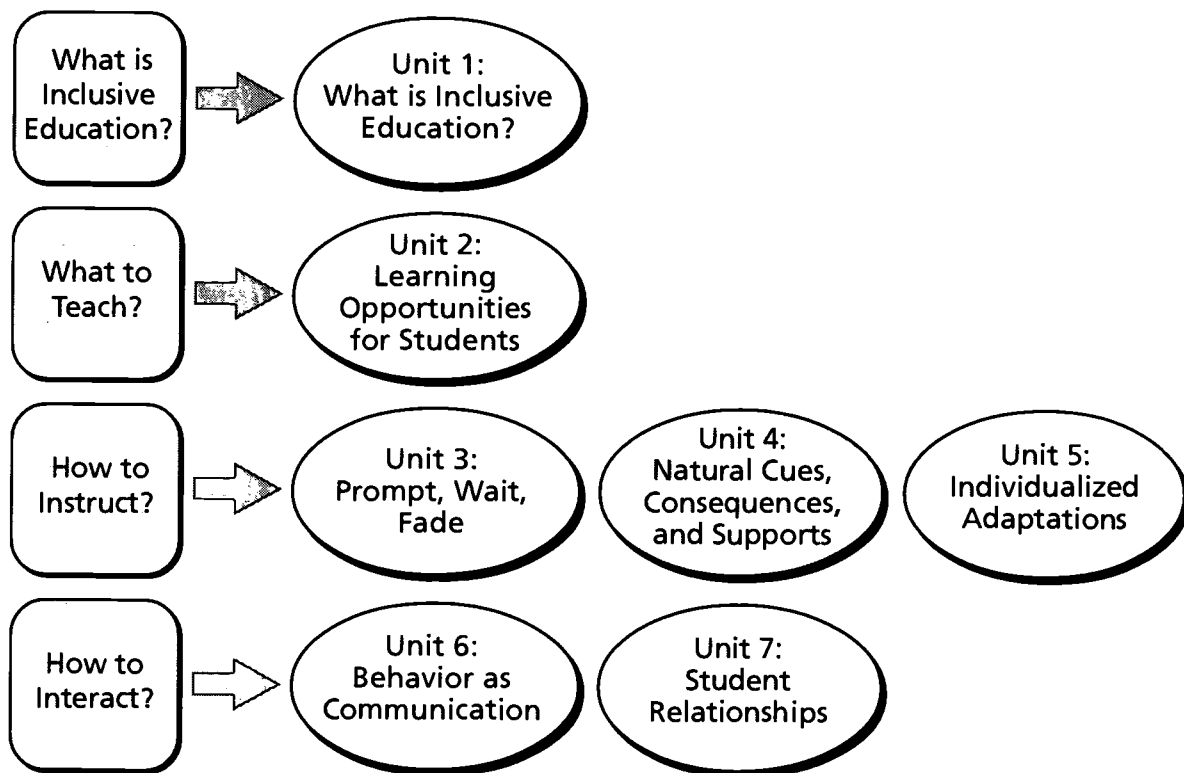 What is
Inclusive
Education?
Unit 1:
What is Inclusive
Education?
What to
Teach?
Unit 2:
Learning
Opportunities
for Students
How to
Instruct?
Unit 3:
Prompt, Wait,
Fade
Unit 4:
Natural Cues,
Consequences,
and Supports
Unit 5:
Individualized
Adaptations
How to
Interact?
Unit 6:
Behavior as
Communication
Unit 7:
Student
Relationships